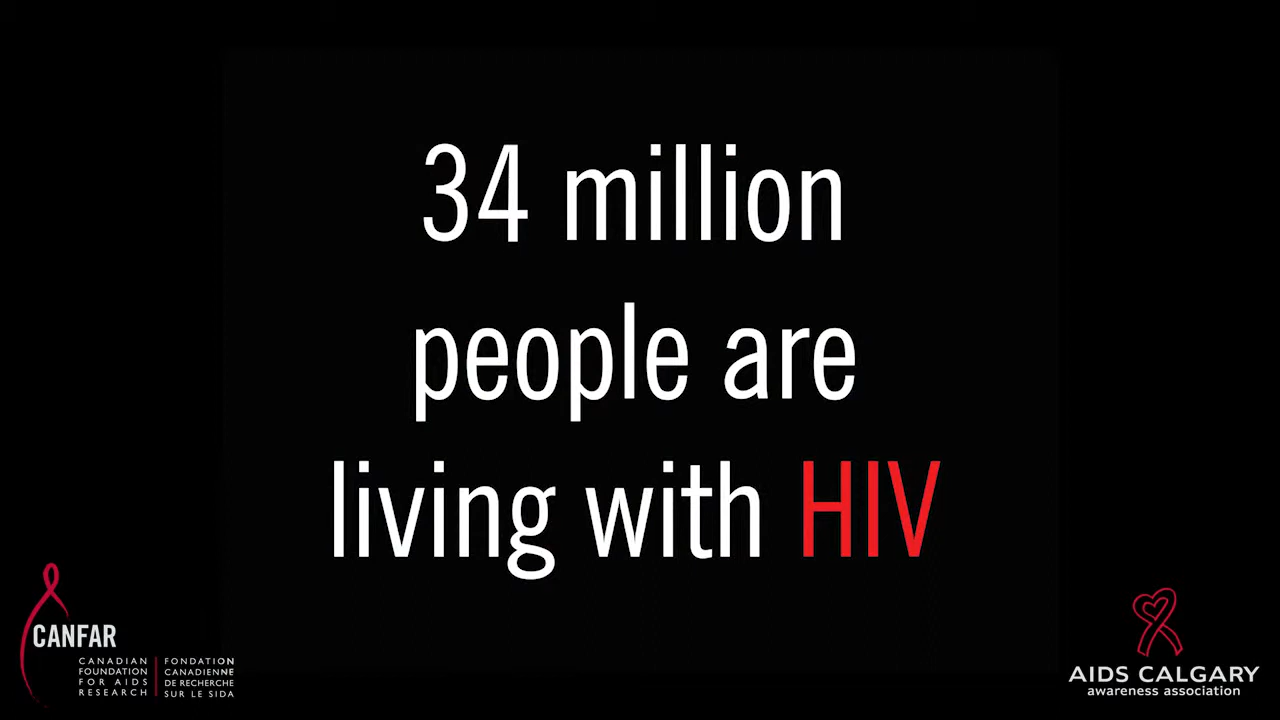 34 million
people are
living with HIV
CANFAR
CANADIAN
FOUNDATION
FOR AIDS
RESEARCH
FONDATION
CANADIENNE
DE RECHERCHE
SUR LE SIDA
AIDS CALGARY
awareness association